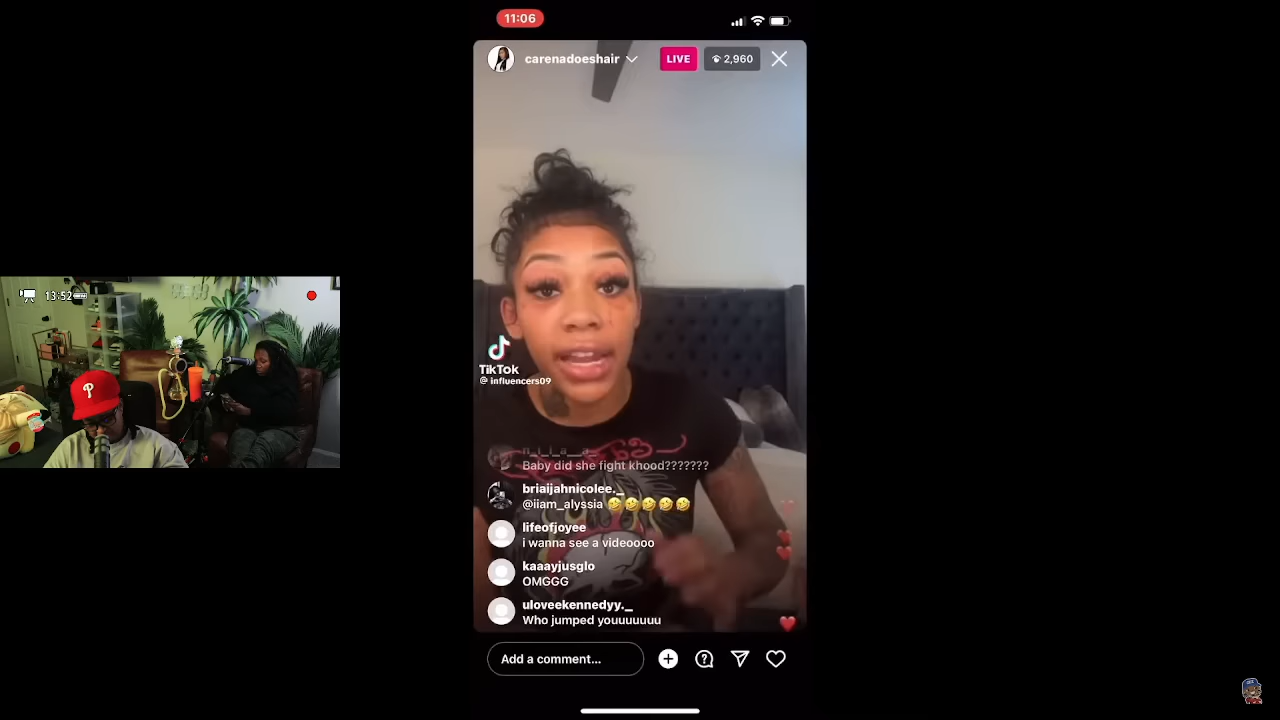 11:06
carenadoeshair
LIVE
2,960
13:52
P
TikTok
@ influencers09
n_i_i_a__a_
Baby did she fight khood???????
briaijahnicolee._
@iiam_alyssia 🤣🤣🤣🤣🤣
lifeofjoyee
i wanna see a videoooo
kaaayjusglo
OMGGG
uloveekennedyy._
Who jumped youuuuuuu
Add a comment...